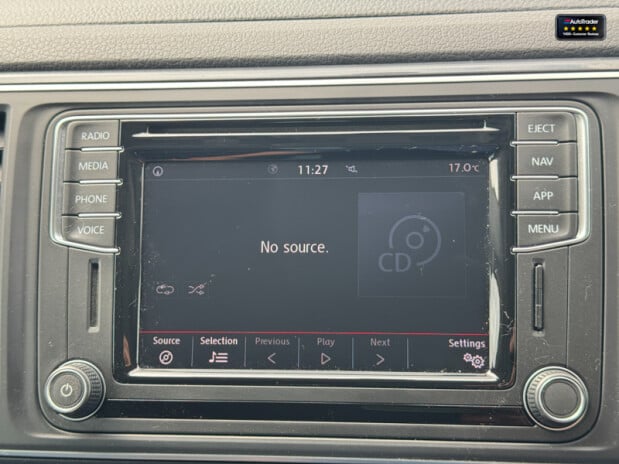 AutoTrader
RADIO
MEDIA
PHONE
VOICE
EJECT
NAV
APP
MENU
11:27
17.0°C
No source.
CD
Source
Selection
Previous
Play
Next
Settings